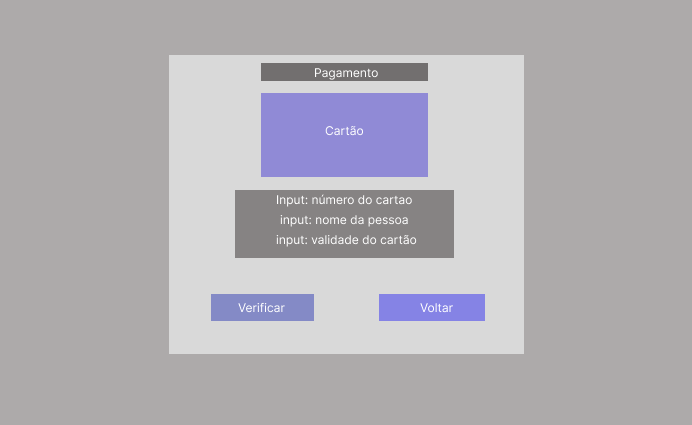 Pagamento
Cartão
Input: número do cartao
input: nome da pessoa
input: validade do cartão
Verificar
Voltar